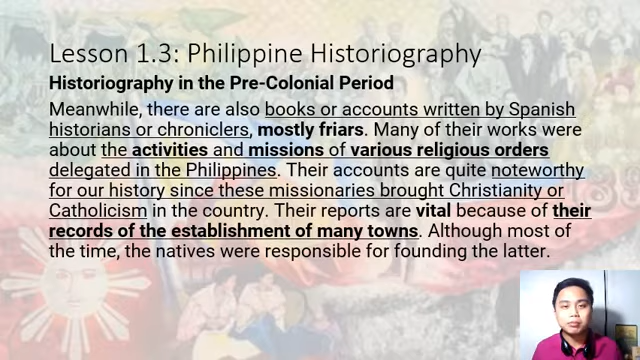 Lesson 1.3: Philippine Historiography
Historiography in the Pre-Colonial Period
Meanwhile, there are also books or accounts written by Spanish
historians or chroniclers, mostly friars. Many of their works were
about the activities and missions of various religious orders
delegated in the Philippines. Their accounts are quite noteworthy
for our history since these missionaries brought Christianity or
Catholicism in the country. Their reports are vital because of their
records of the establishment of many towns. Although most of
the time, the natives were responsible for founding the latter.